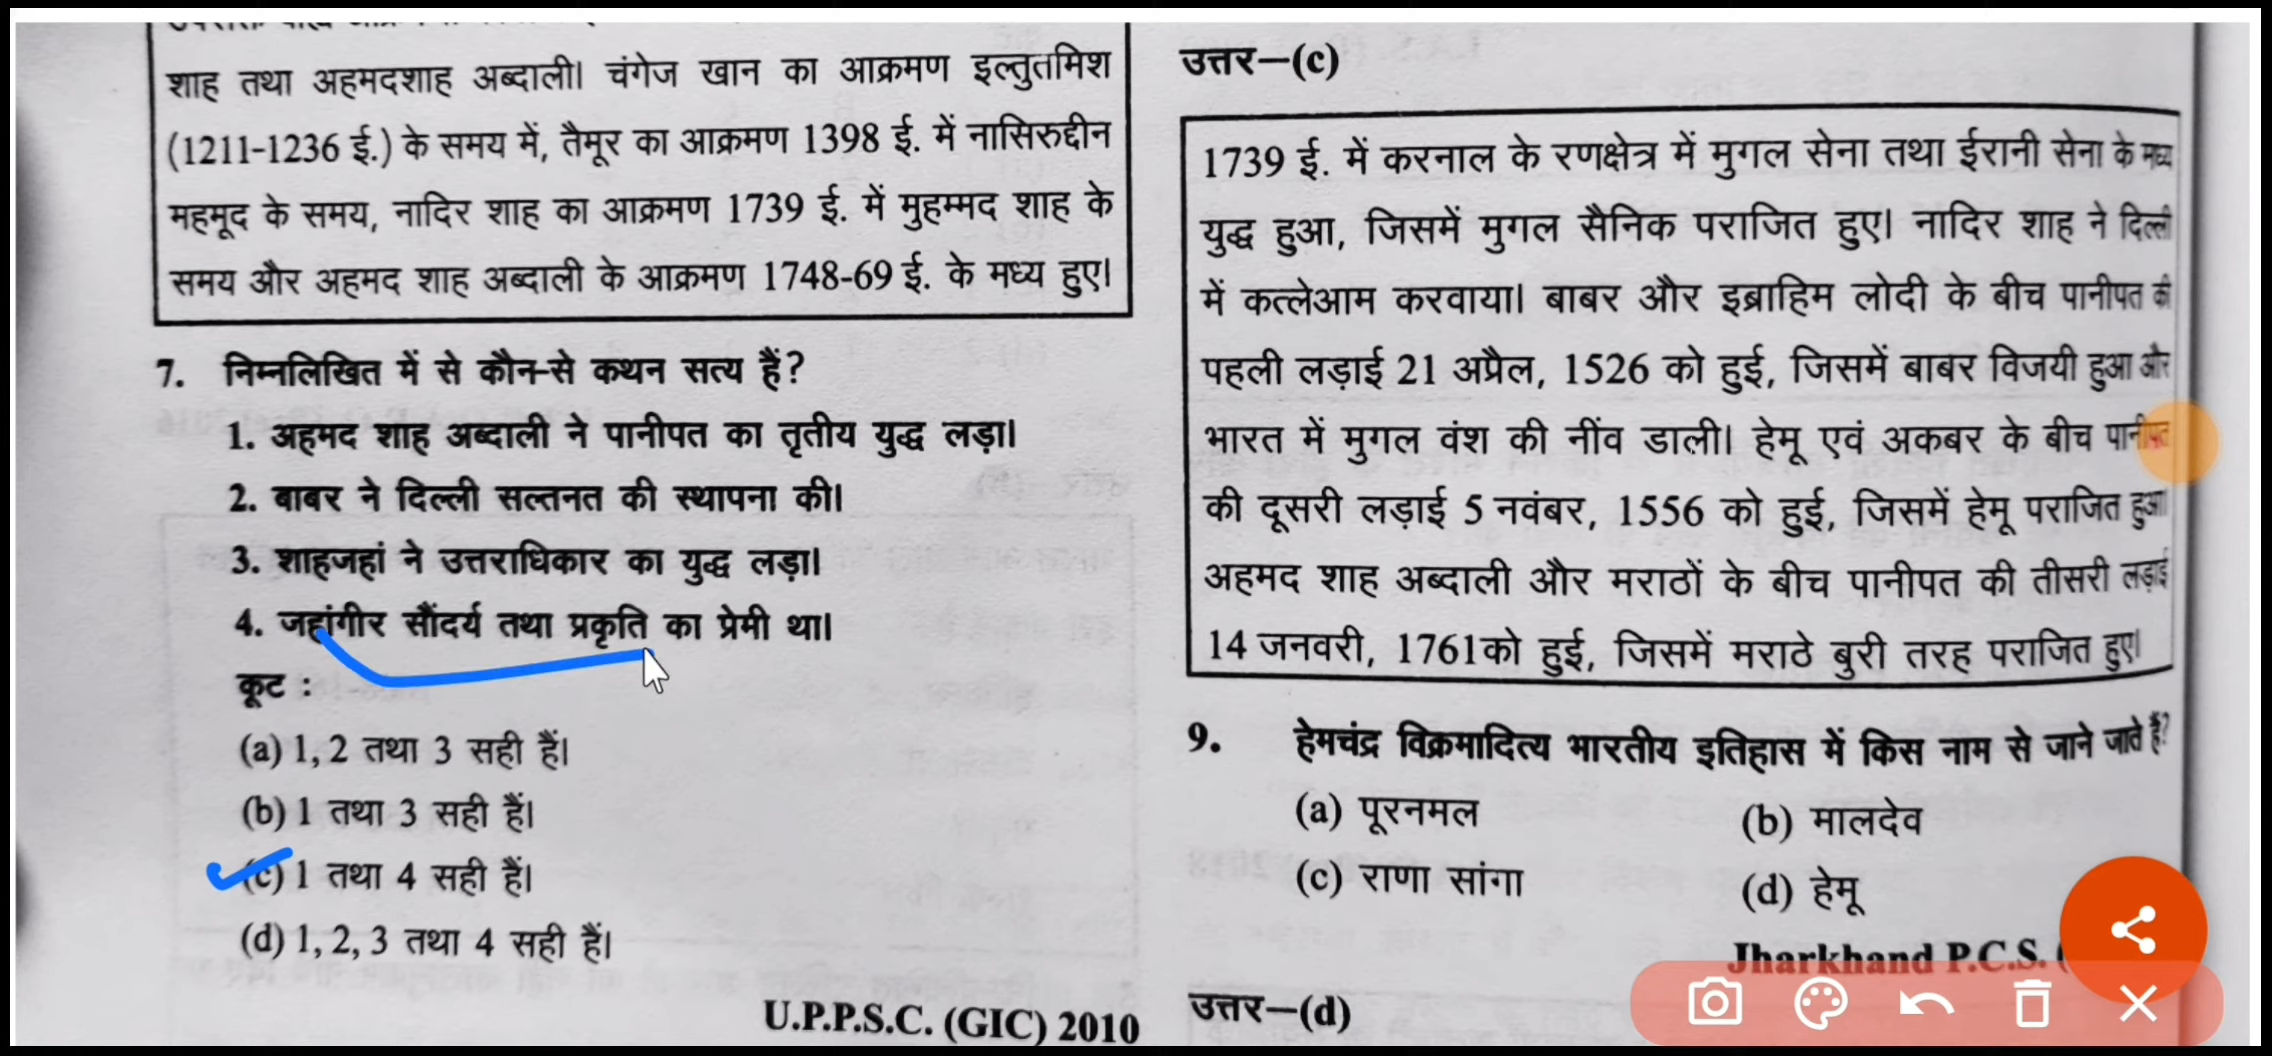 शाह तथा अहमदशाह अब्दाली। चंगेज खान का आक्रमण इल्तुतमिश
(1211-1236 ई.) के समय में, तैमूर का आक्रमण 1398 ई. में नासिरुद्दीन
महमूद के समय, नादिर शाह का आक्रमण 1739 ई. में मुहम्मद शाह के
समय और अहमद शाह अब्दाली के आक्रमण 1748-69 ई. के मध्य हुए।
7. निम्नलिखित में से कौन-से कथन सत्य हैं?
1. अहमद शाह अब्दाली ने पानीपत का तृतीय युद्ध लड़ा।
2. बाबर ने दिल्ली सल्तनत की स्थापना की।
3. शाहजहां ने उत्तराधिकार का युद्ध लड़ा।
4. जहांगीर सौंदर्य तथा प्रकृति का प्रेमी था।
कूट :
(a) 1, 2 तथा 3 सही हैं।
(b) 1 तथा 3 सही हैं।
(c) 1 तथा 4 सही हैं।
(d) 1, 2, 3 तथा 4 सही हैं।
U.P.P.S.C. (GIC) 2010
उत्तर—(c)
1739 ई. में करनाल के रणक्षेत्र में मुगल सेना तथा ईरानी सेना के मध्य
युद्ध हुआ, जिसमें मुगल सैनिक पराजित हुए। नादिर शाह ने दिल्ली
में कत्लेआम करवाया। बाबर और इब्राहिम लोदी के बीच पानीपत की
पहली लड़ाई 21 अप्रैल, 1526 को हुई, जिसमें बाबर विजयी हुआ और
भारत में मुगल वंश की नींव डाली। हेमू एवं अकबर के बीच पानीपत
की दूसरी लड़ाई 5 नवंबर, 1556 को हुई, जिसमें हेमू पराजित हुआ।
अहमद शाह अब्दाली और मराठों के बीच पानीपत की तीसरी लड़ाई
14 जनवरी, 1761को हुई, जिसमें मराठे बुरी तरह पराजित हुए।
9. हेमचंद्र विक्रमादित्य भारतीय इतिहास में किस नाम से जाने जाते हैं?
(a) पूरनमल (b) मालदेव
(c) राणा सांगा (d) हेमू
Jharkhand P.C.S. (
उत्तर—(d)